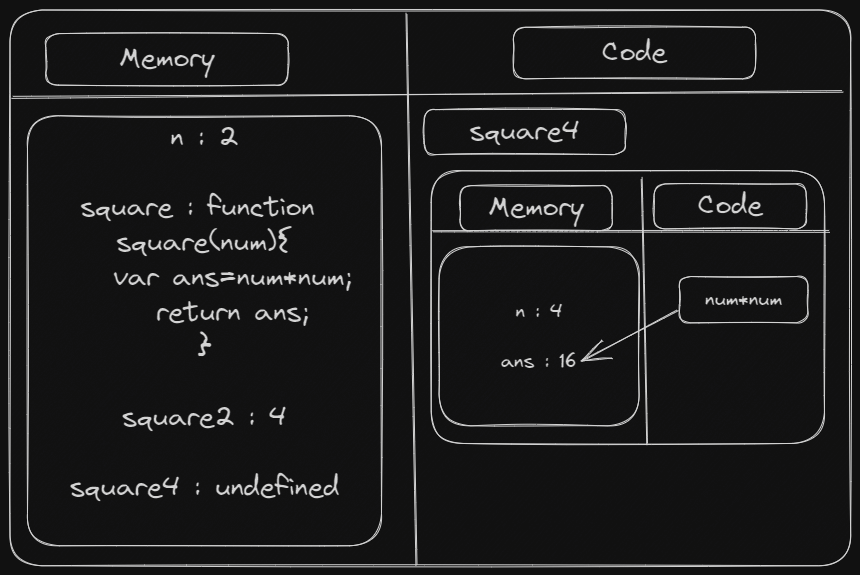 Memory
n : 2
square : function
square(num){
var ans=num*num;
return ans;
}
square2 : 4
square4 : undefined
Code
square4
Memory
Code
n : 4
ans : 16
num*num